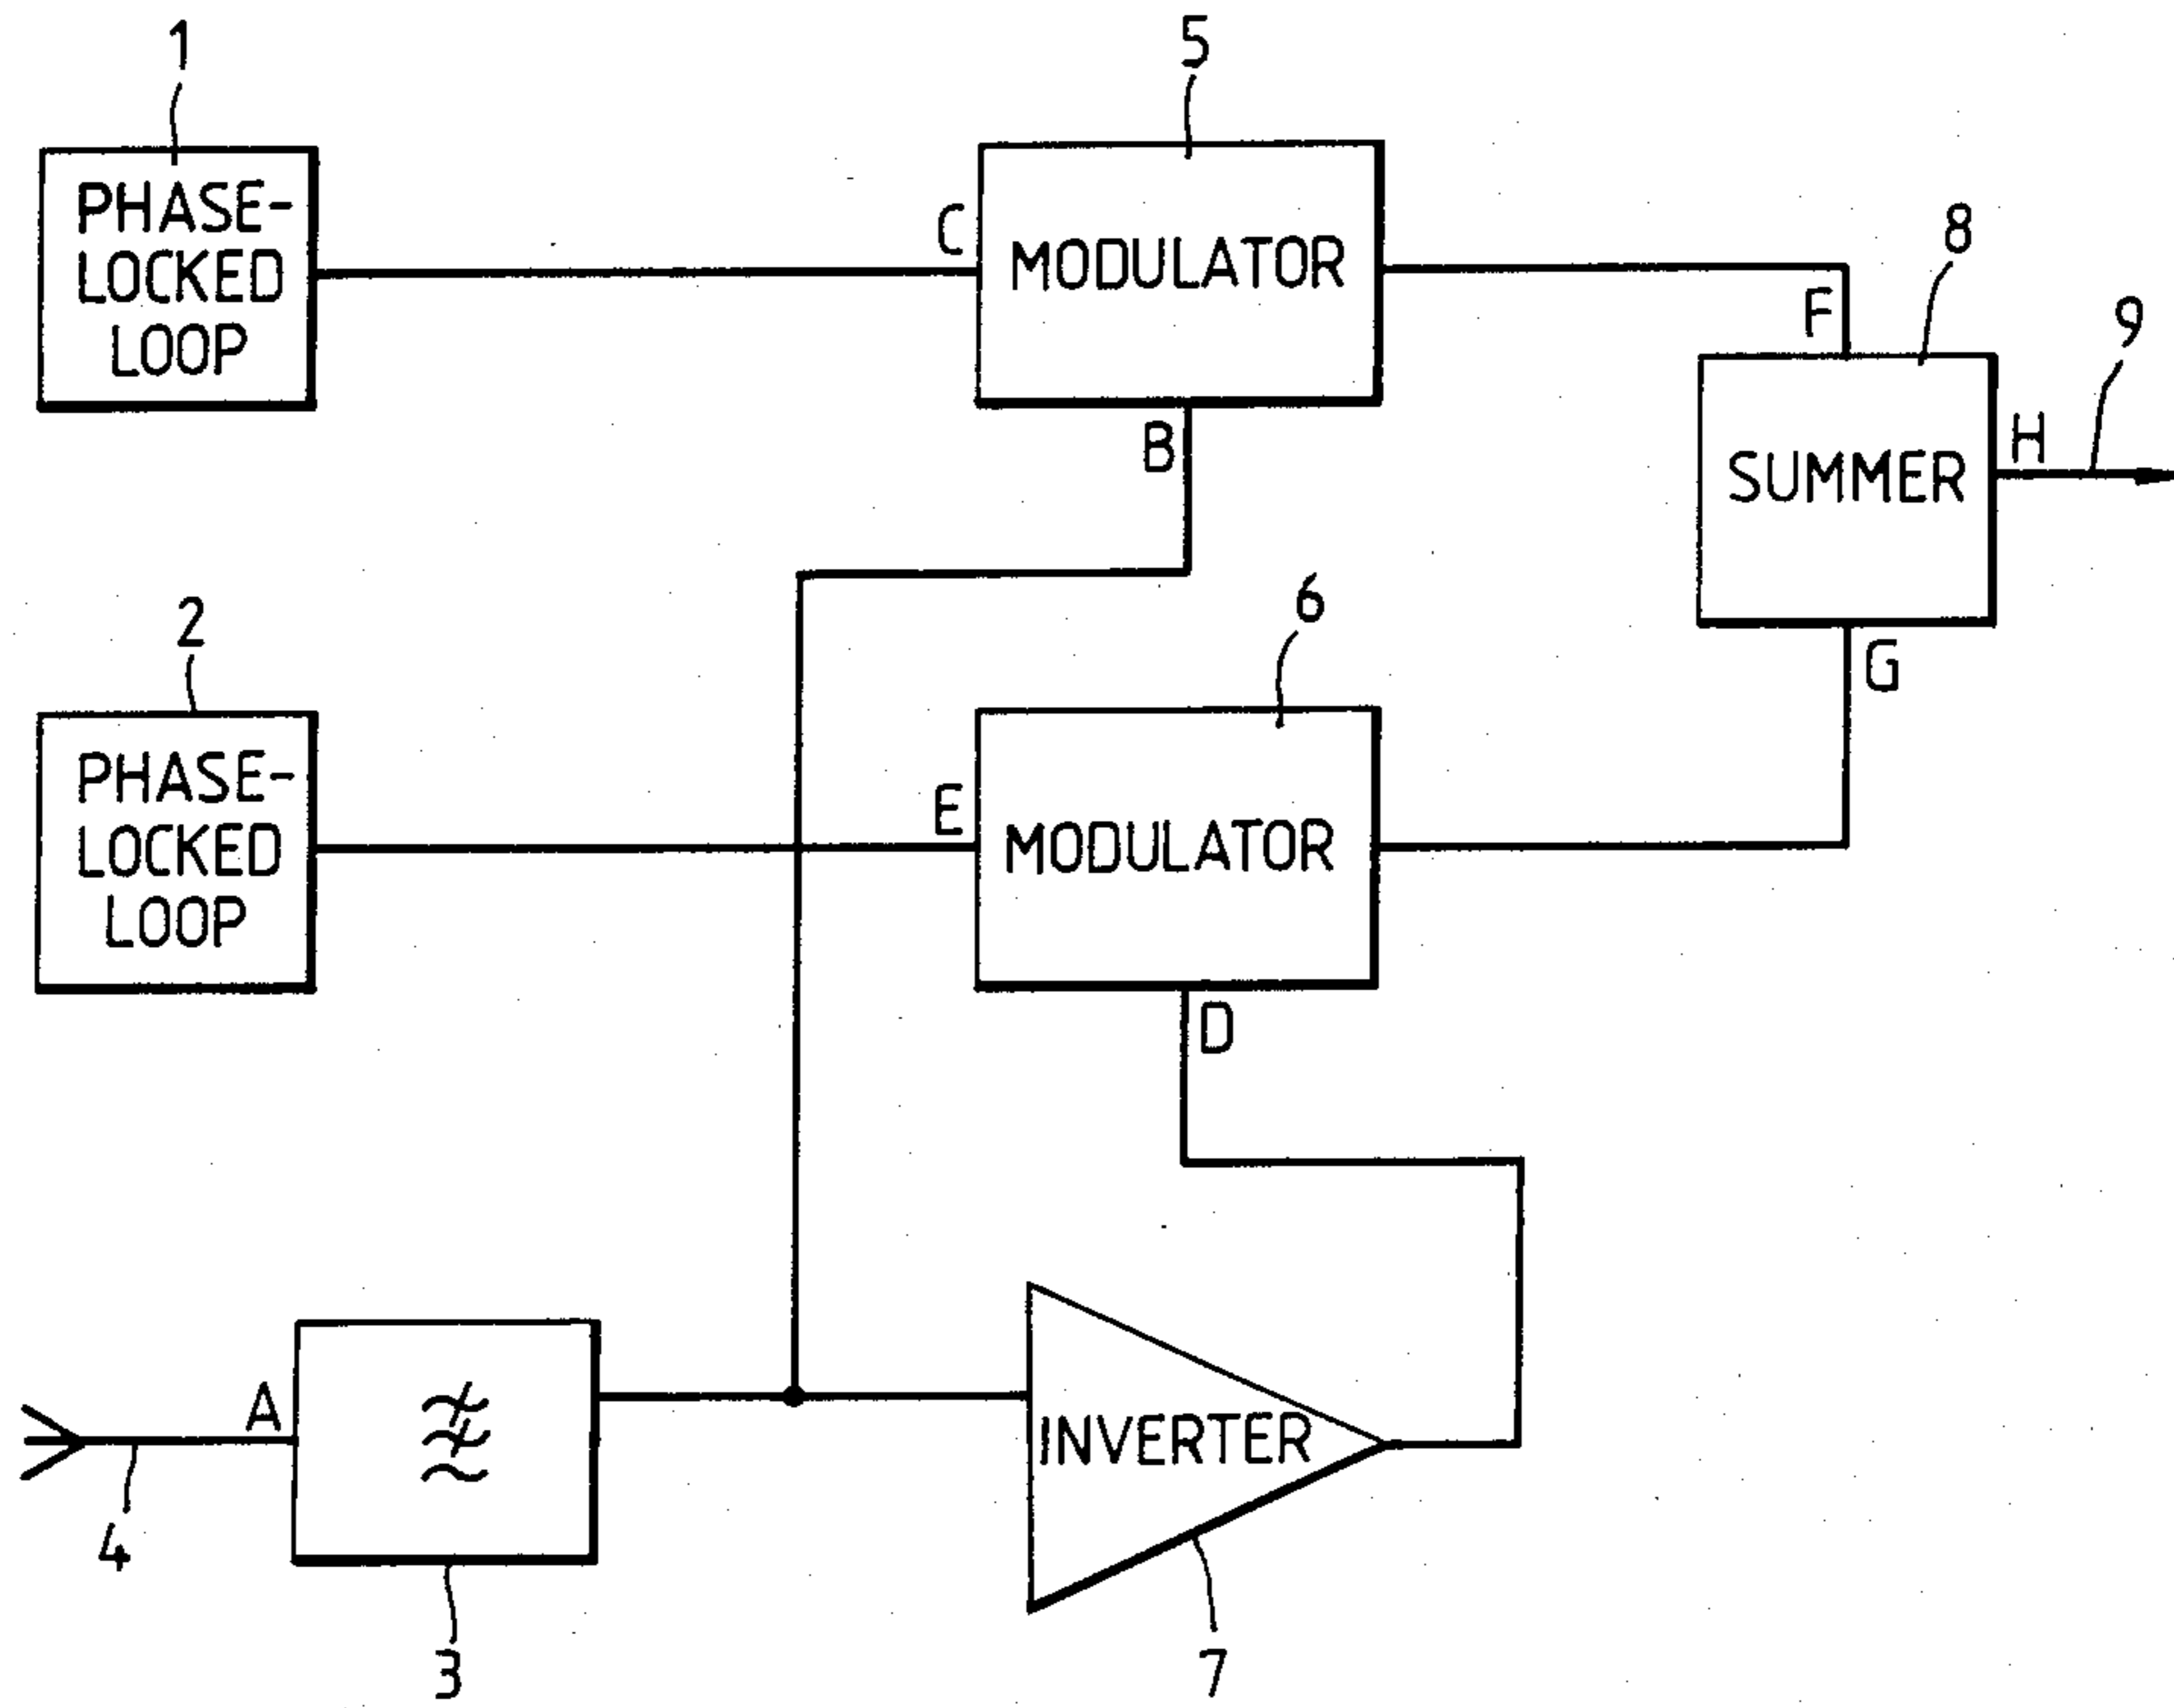 1
5
PHASE-
LOCKED
LOOP
C
MODULATOR
8
F
9
B
H
SUMMER
2
6
G
PHASE-
LOCKED
LOOP
E
MODULATOR
D
A
INVERTER
4
3
7